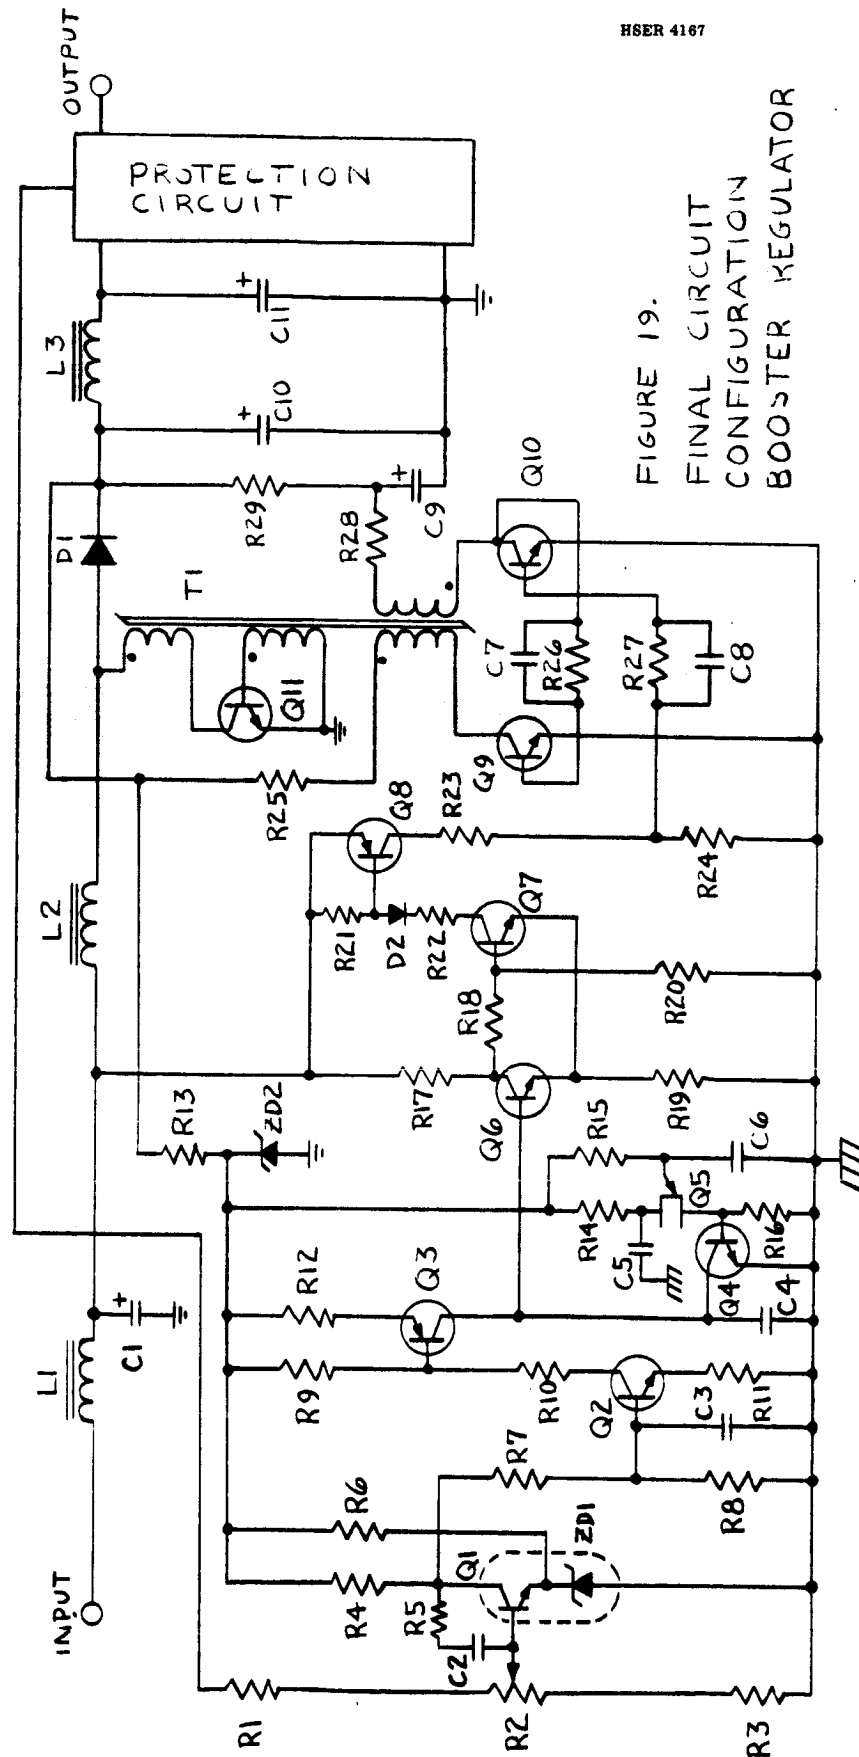 HSER 4167
OUTPUT
PROTECTION
CIRCUIT
L3
C11
C10
D1
R29
C9
R28
T1
Q10
Q11
C7
R26
R27
C8
Q9
R25
Q8
R23
R24
L2
R21
D2
R22
Q7
R18
R20
R17
Q6
R19
R13
ZD2
R15
C6
R14
Q5
C5
R16
Q4
C4
R12
Q3
L1
C1
R9
R10
Q2
C3
R11
R7
R8
R6
ZD1
Q1
R4
R5
C2
INPUT
R1
R2
R3
FIGURE 19.
FINAL CIRCUIT
CONFIGURATION
BOOSTER KEGULATOR